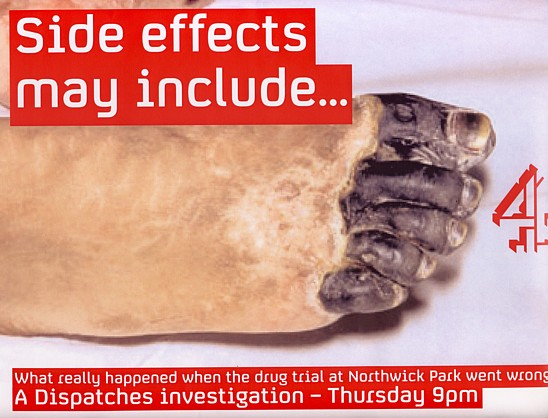 Side effects
may include...
4
What really happened when the drug trial at Northwick Park went wrong
A Dispatches investigation – Thursday 9pm